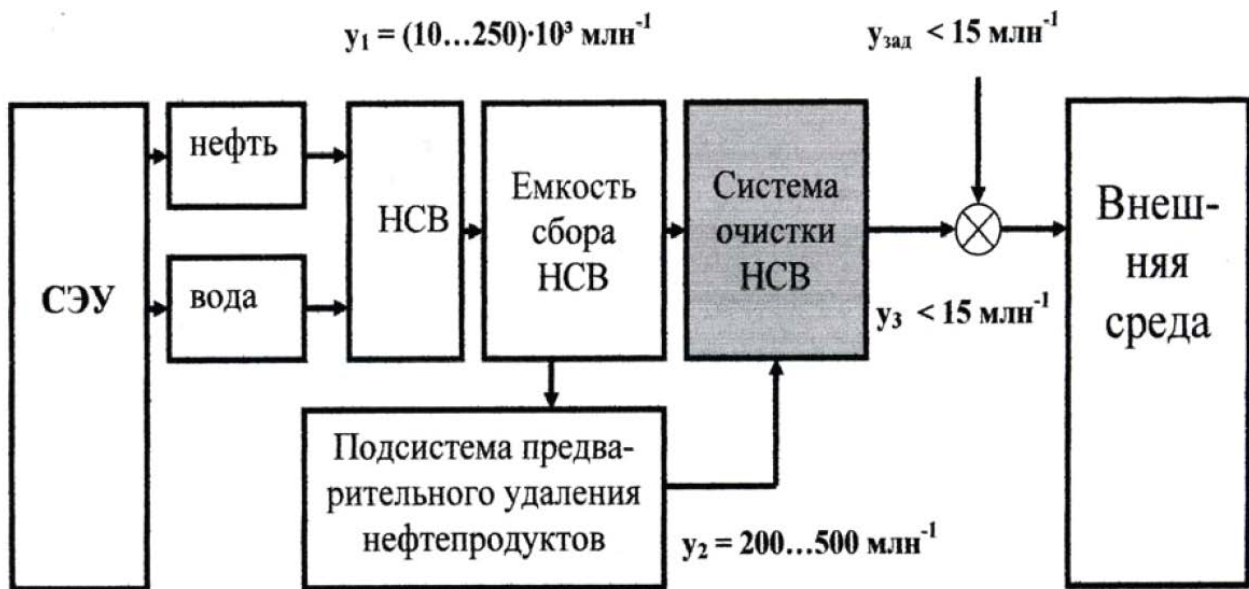 y₁ = (10...250)·10³ млн⁻¹
y_зад < 15 млн⁻¹
СЭУ
нефть
вода
НСВ
Емкость
сбора
НСВ
Система
очистки
НСВ
y₃ < 15 млн⁻¹
Внеш-
няя
среда
Подсистема предва-
рительного удаления
нефтепродуктов
y₂ = 200...500 млн⁻¹